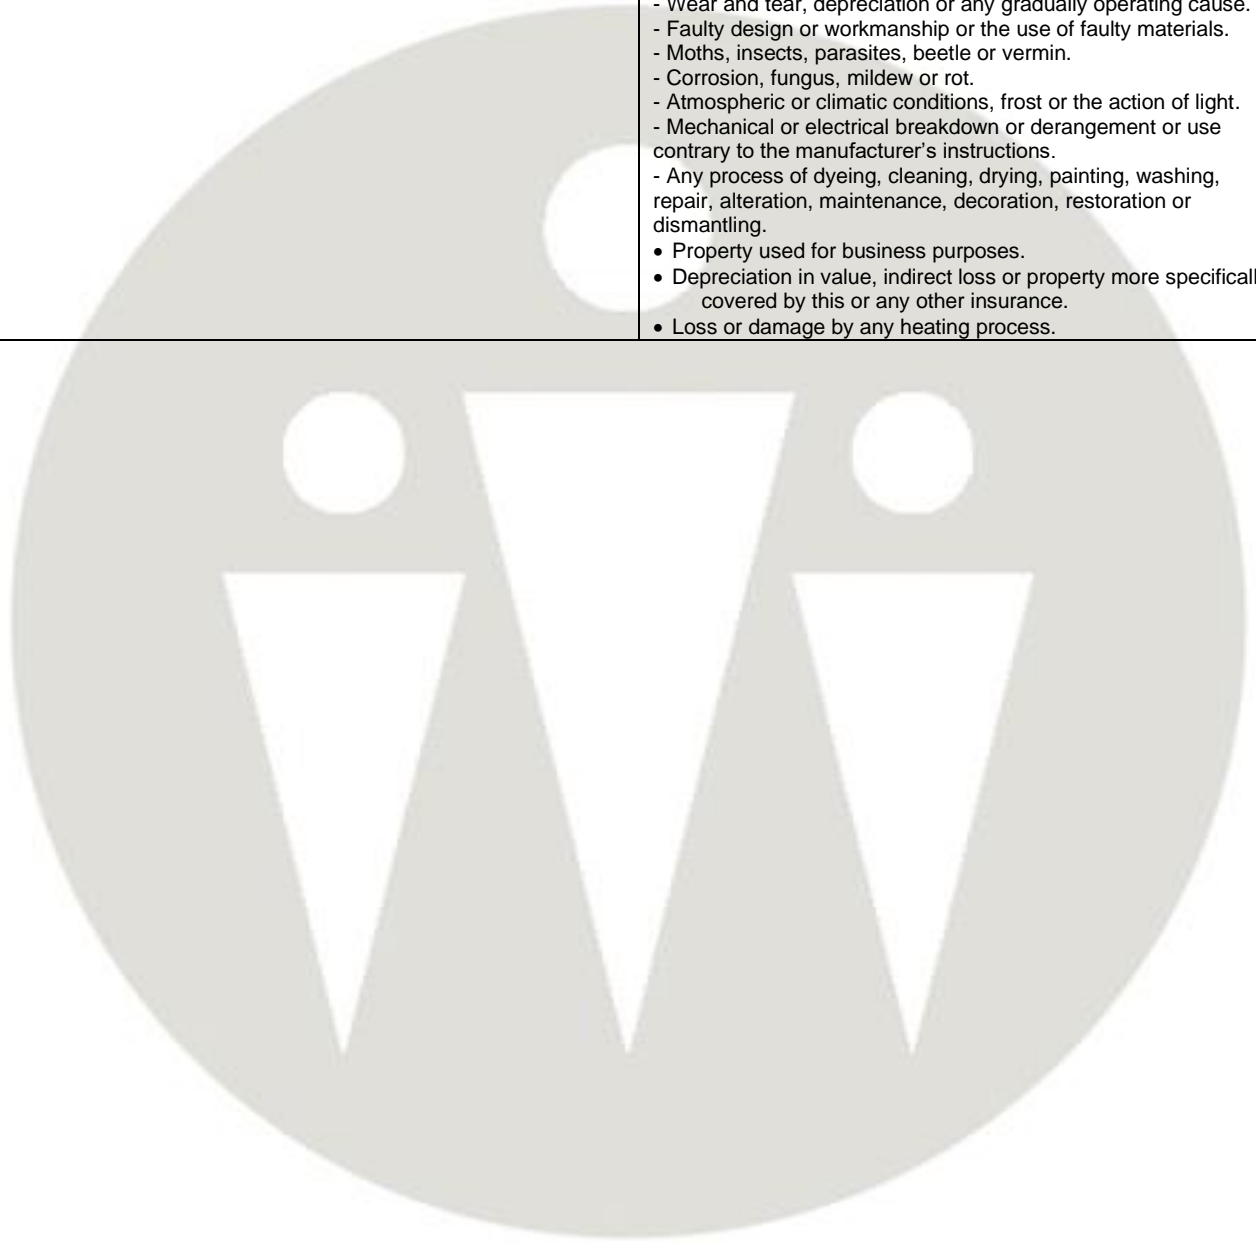 - Wear and tear, depreciation or any gradually operating cause.
- Faulty design or workmanship or the use of faulty materials.
- Moths, insects, parasites, beetle or vermin.
- Corrosion, fungus, mildew or rot.
- Atmospheric or climatic conditions, frost or the action of light.
- Mechanical or electrical breakdown or derangement or use
contrary to the manufacturer’s instructions.
- Any process of dyeing, cleaning, drying, painting, washing,
repair, alteration, maintenance, decoration, restoration or
dismantling.
• Property used for business purposes.
• Depreciation in value, indirect loss or property more specificall
covered by this or any other insurance.
• Loss or damage by any heating process.